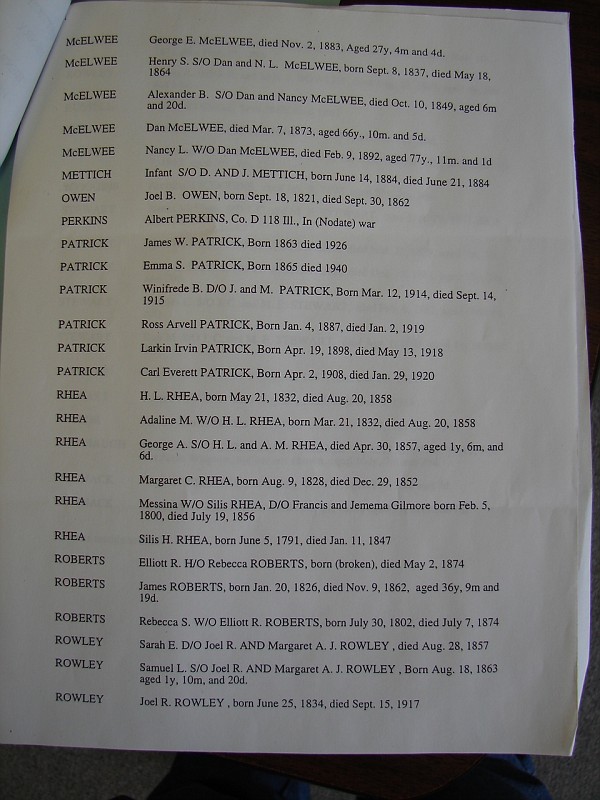 McELWEE George E. McELWEE, died Nov. 2, 1883, Aged 27y, 4m and 4d.
McELWEE Henry S. S/O Dan and N. L. McELWEE, born Sept. 8, 1837, died May 18,
1864
McELWEE Alexander B. S/O Dan and Nancy McELWEE, died Oct. 10, 1849, aged 6m
and 20d.
McELWEE Dan McELWEE, died Mar. 7, 1873, aged 66y., 10m. and 5d.
McELWEE Nancy L. W/O Dan McELWEE, died Feb. 9, 1892, aged 77y., 11m. and 1d
METTICH Infant S/O D. AND J. METTICH, born June 14, 1884, died June 21, 1884
OWEN Joel B. OWEN, born Sept. 18, 1821, died Sept. 30, 1862
PERKINS Albert PERKINS, Co. D 118 Ill., In (Nodate) war
PATRICK James W. PATRICK, Born 1863 died 1926
PATRICK Emma S. PATRICK, Born 1865 died 1940
PATRICK Winifrede B. D/O J. and M. PATRICK, Born Mar. 12, 1914, died Sept. 14,
1915
PATRICK Ross Arvell PATRICK, Born Jan. 4, 1887, died Jan. 2, 1919
PATRICK Larkin Irvin PATRICK, Born Apr. 19, 1898, died May 13, 1918
PATRICK Carl Everett PATRICK, Born Apr. 2, 1908, died Jan. 29, 1920
RHEA H. L. RHEA, born May 21, 1832, died Aug. 20, 1858
RHEA Adaline M. W/O H. L. RHEA, born Mar. 21, 1832, died Aug. 20, 1858
RHEA George A. S/O H. L. and A. M. RHEA, died Apr. 30, 1857, aged 1y, 6m, and
6d.
RHEA Margaret C. RHEA, born Aug. 9, 1828, died Dec. 29, 1852
RHEA Messina W/O Silis RHEA, D/O Francis and Jemema Gilmore born Feb. 5,
1800, died July 19, 1856
RHEA Silis H. RHEA, born June 5, 1791, died Jan. 11, 1847
ROBERTS Elliott R. H/O Rebecca ROBERTS, born (broken), died May 2, 1874
ROBERTS James ROBERTS, born Jan. 20, 1826, died Nov. 9, 1862, aged 36y, 9m and
19d.
ROBERTS Rebecca S. W/O Elliott R. ROBERTS, born July 30, 1802, died July 7, 1874
ROWLEY Sarah E. D/O Joel R. AND Margaret A. J. ROWLEY , died Aug. 28, 1857
ROWLEY Samuel L. S/O Joel R. AND Margaret A. J. ROWLEY , Born Aug. 18, 1863
aged 1y, 10m, and 20d.
ROWLEY Joel R. ROWLEY , born June 25, 1834, died Sept. 15, 1917